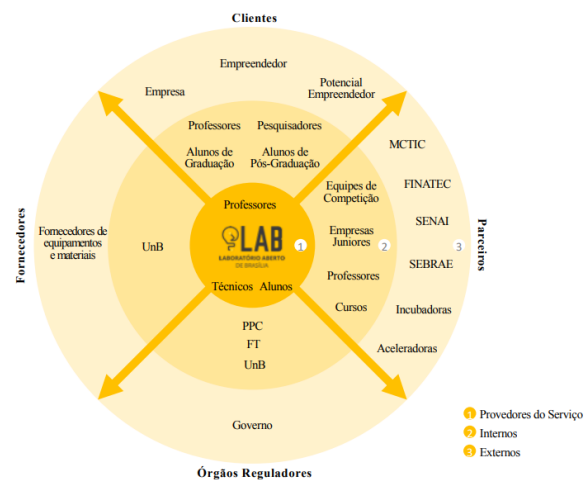 Clientes
Empreendedor
Empresa
Potencial
Empreendedor
Professores
Pesquisadores
Alunos de
Graduação
Alunos de
Pós-Graduação
MCTIC
FINATEC
SENAI
SEBRAE
Incubadoras
Aceleradoras
Parceiros
3
Equipes de
Competição
Empresas
Juniores
2
Professores
Cursos
Professores
LAB
LABORATÓRIO ABERTO
DE BRASÍLIA
1
Técnicos
Alunos
UnB
Fornecedores de
equipamentos
e materiais
Fornecedores
PPC
FT
UnB
Governo
Órgãos Reguladores
1 Provedores do Serviço
2 Internos
3 Externos